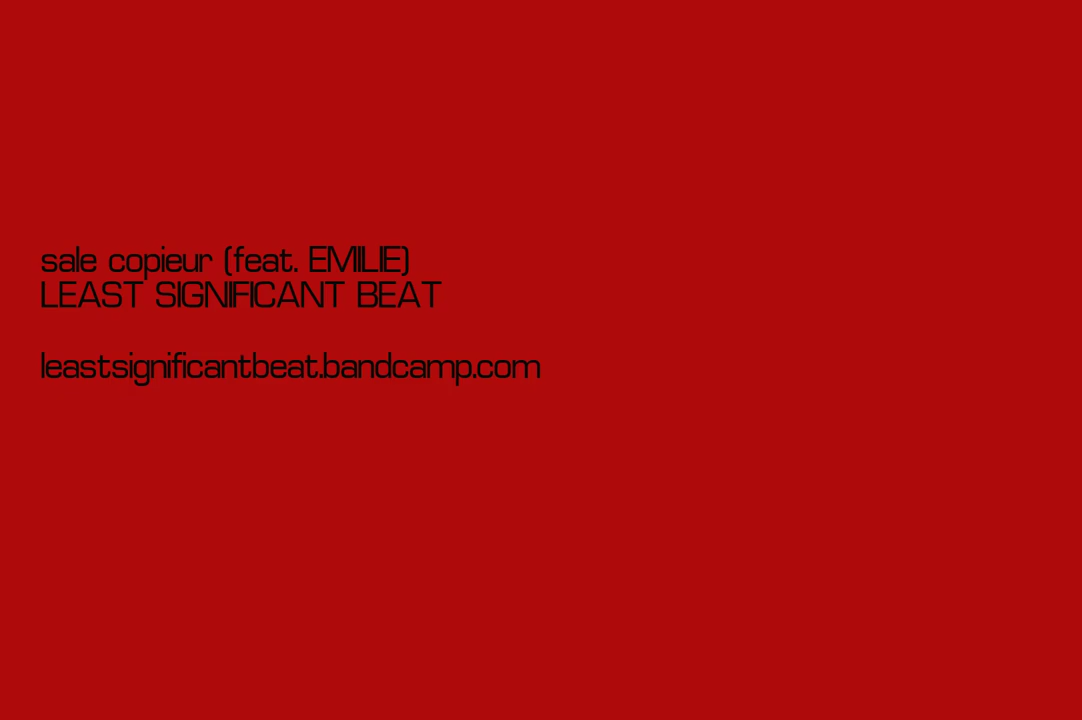 sale copieur (feat. EMILIE)
LEAST SIGNIFICANT BEAT
leastsignificantbeat.bandcamp.com